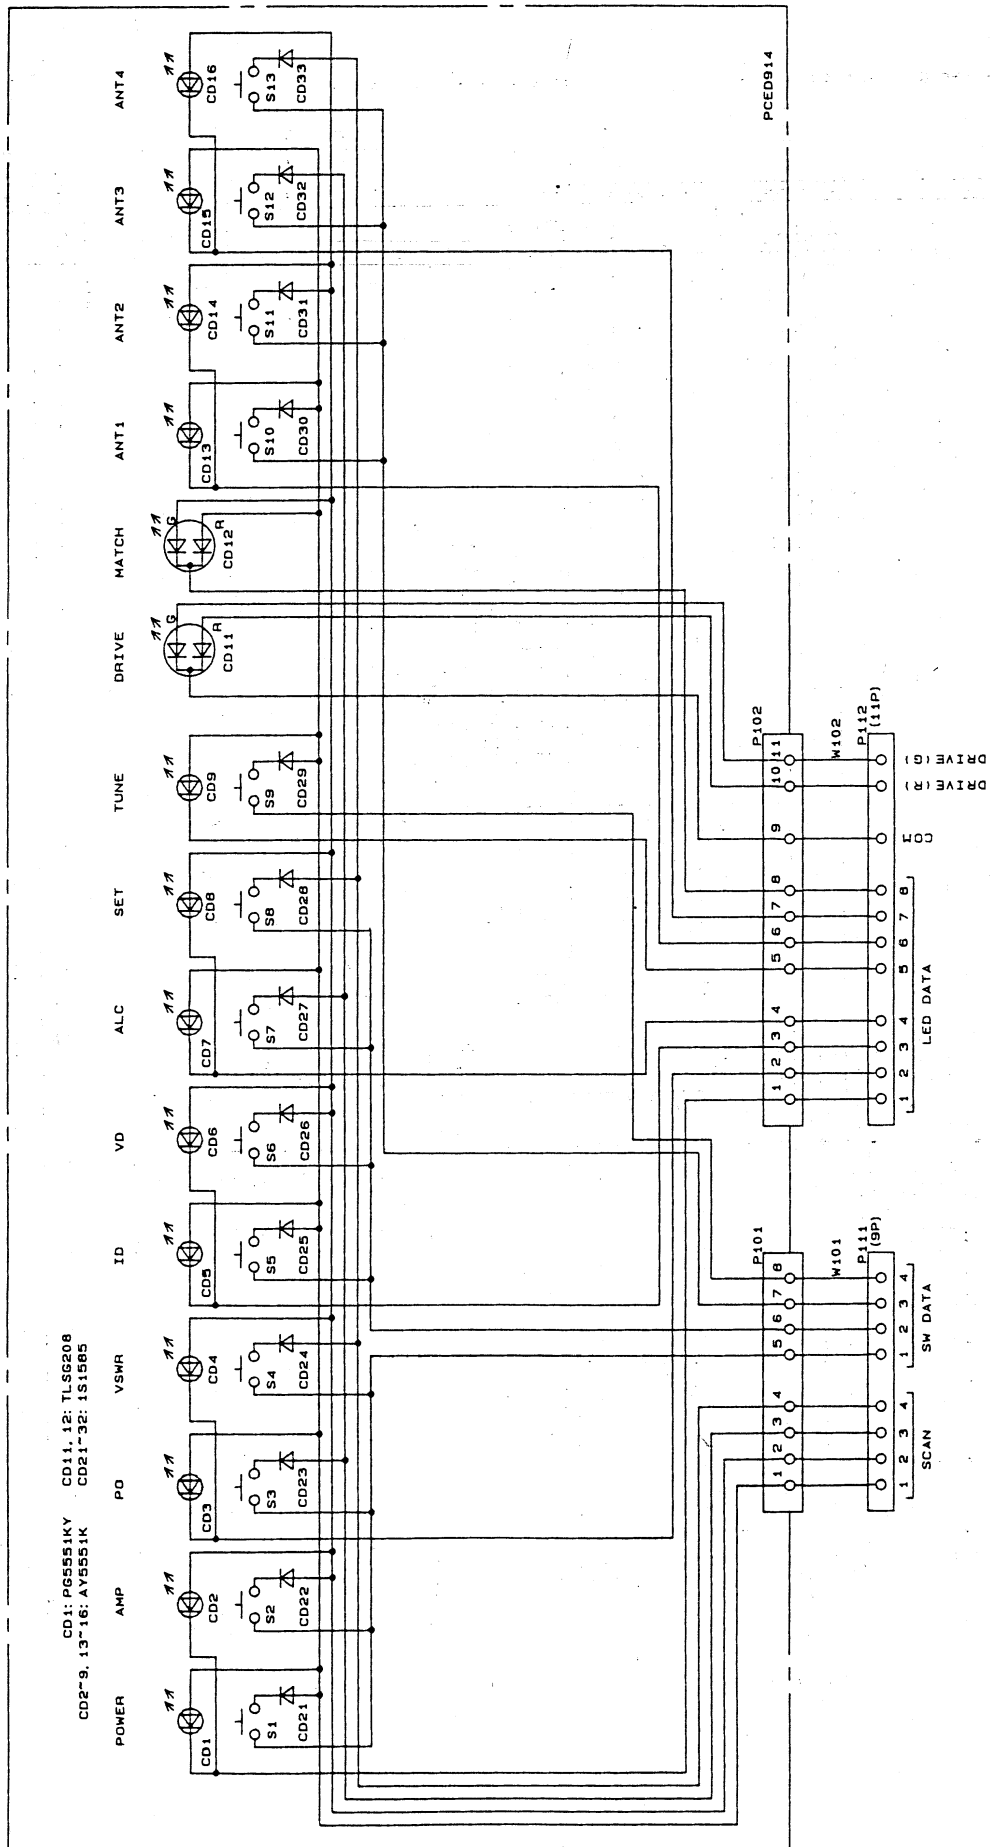 CD1: PG5551KY CD11, 12: TLSG208
CD2~9, 13~16: AY5551K CD21~32: 1S1585
POWER AMP PO VSWR ID VD ALC SET TUNE DRIVE MATCH ANT1 ANT2 ANT3 ANT4
G G
R R
CD1 CD2 CD3 CD4 CD5 CD6 CD7 CD8 CD9 CD11 CD12 CD13 CD14 CD15 CD16
S1 S2 S3 S4 S5 S6 S7 S8 S9 S10 S11 S12 S13
CD21 CD22 CD23 CD24 CD25 CD26 CD27 CD28 CD29 CD30 CD31 CD32 CD33
PCED914
P101 P102
1 2 3 4 5 6 7 8 1 2 3 4 5 6 7 8 9 10 11
W101 W102
P111 (9P) P112 (11P)
1 2 3 4 1 2 3 4 1 2 3 4 5 6 7 8 COM DRIVE(R) DRIVE(G)
SCAN SW DATA LED DATA